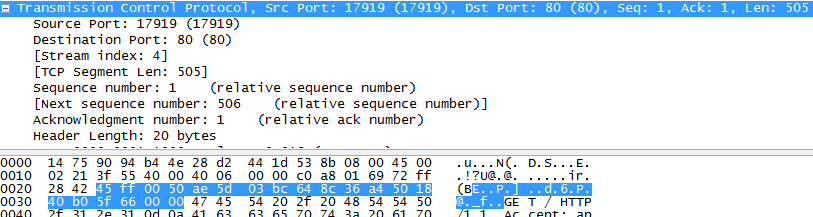 Transmission Control Protocol, Src Port: 17919 (17919), Dst Port: 80 (80), Seq: 1, Ack: 1, Len: 505
Source Port: 17919 (17919)
Destination Port: 80 (80)
[Stream index: 4]
[TCP Segment Len: 505]
Sequence number: 1 (relative sequence number)
[Next sequence number: 506 (relative sequence number)]
Acknowledgment number: 1 (relative ack number)
Header Length: 20 bytes
0000 14 75 90 94 b4 4e 28 d2 44 1d 53 8b 08 00 45 00 .u...N(. D.S...E.
0010 02 21 3f 55 40 00 40 06 00 00 c0 a8 01 69 72 ff .!?U@.@. .....ir.
0020 28 42 45 ff 00 50 ae 5d 03 bc 64 8c 36 a4 50 18 (BE..P.] ..d.6.P.
0030 40 b0 5f 66 00 00 47 45 54 20 2f 20 48 54 54 50 @._f..GE T / HTTP
2f 31 2e 31 0d 0a 41 63 63 65 70 74 3a 20 61 70 /1.1..Ac cept: ap